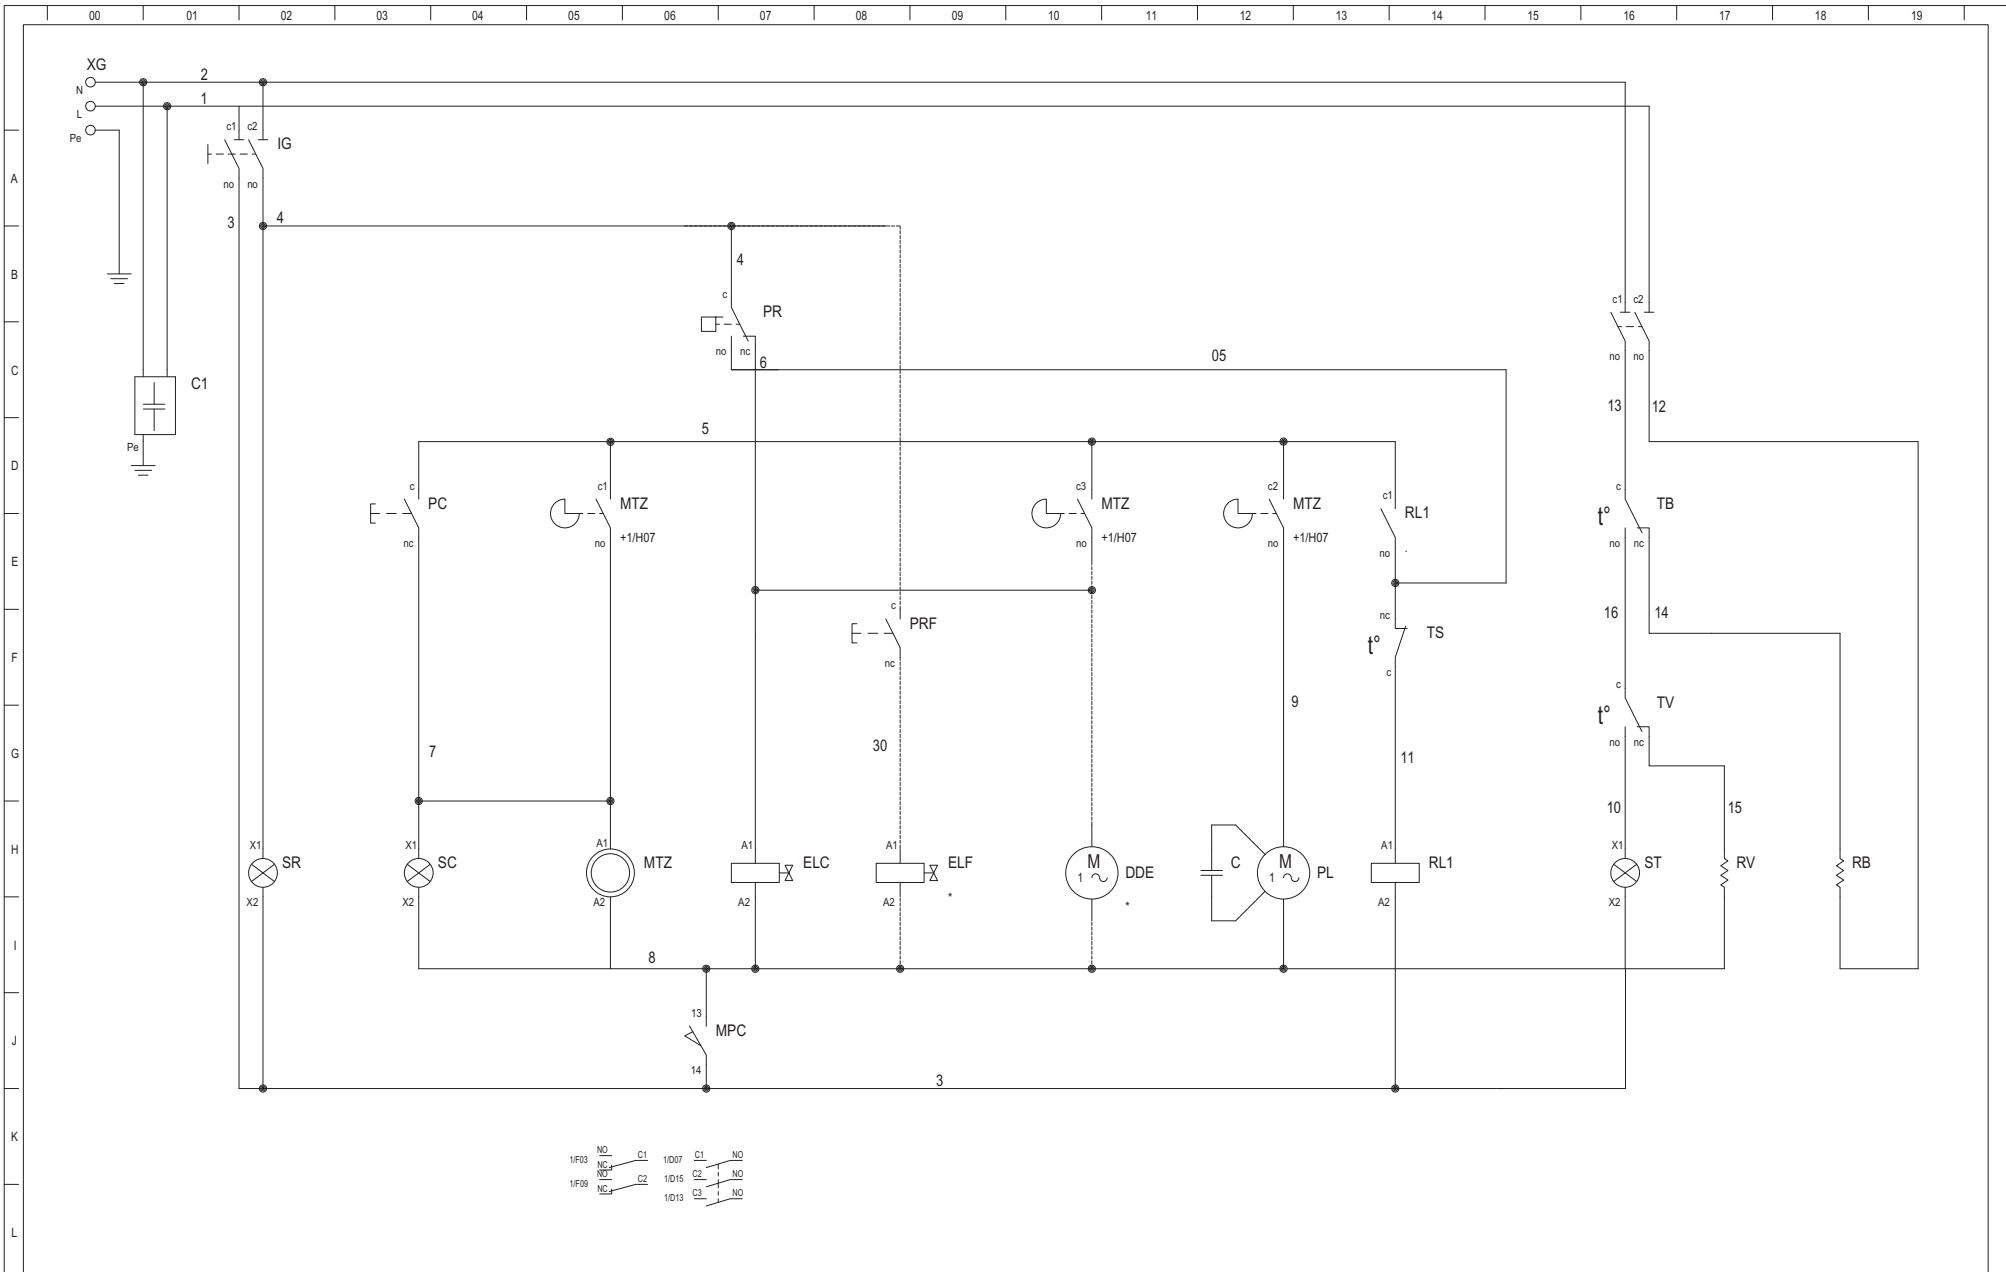 00 01 02 03 04 05 06 07 08 09 10 11 12 13 14 15 16 17 18 19
XG
N 2
L 1
Pe
c1 c2 IG
A
no no
3 4
B
4
c PR
c1 c2
no nc
6
05
no no
C
C1
13 12
5
Pe
D
c PC
c1 MTZ
c3 MTZ
c2 MTZ
c1 RL1
c TB
t°
nc
no +1/H07
no +1/H07
no +1/H07
no .
no nc
E
c PRF
nc
nc TS
t°
c
16 14
F
c TV
t°
9
7
30
11
no nc
G
10 15
X1 SR X2
X1 SC X2
A1 MTZ A2
A1 ELC A2
A1 ELF A2
*
M 1 DDE
*
C
M 1 PL
A1 RL1 A2
X1 ST X2
RV
RB
H
8
I
13 MPC 14
J
3
K
1/F03 NO NC C1
1/F09 NO NC C2
1/D07 C1 NO
1/D15 C2 NO
1/D13 C3 NO
L